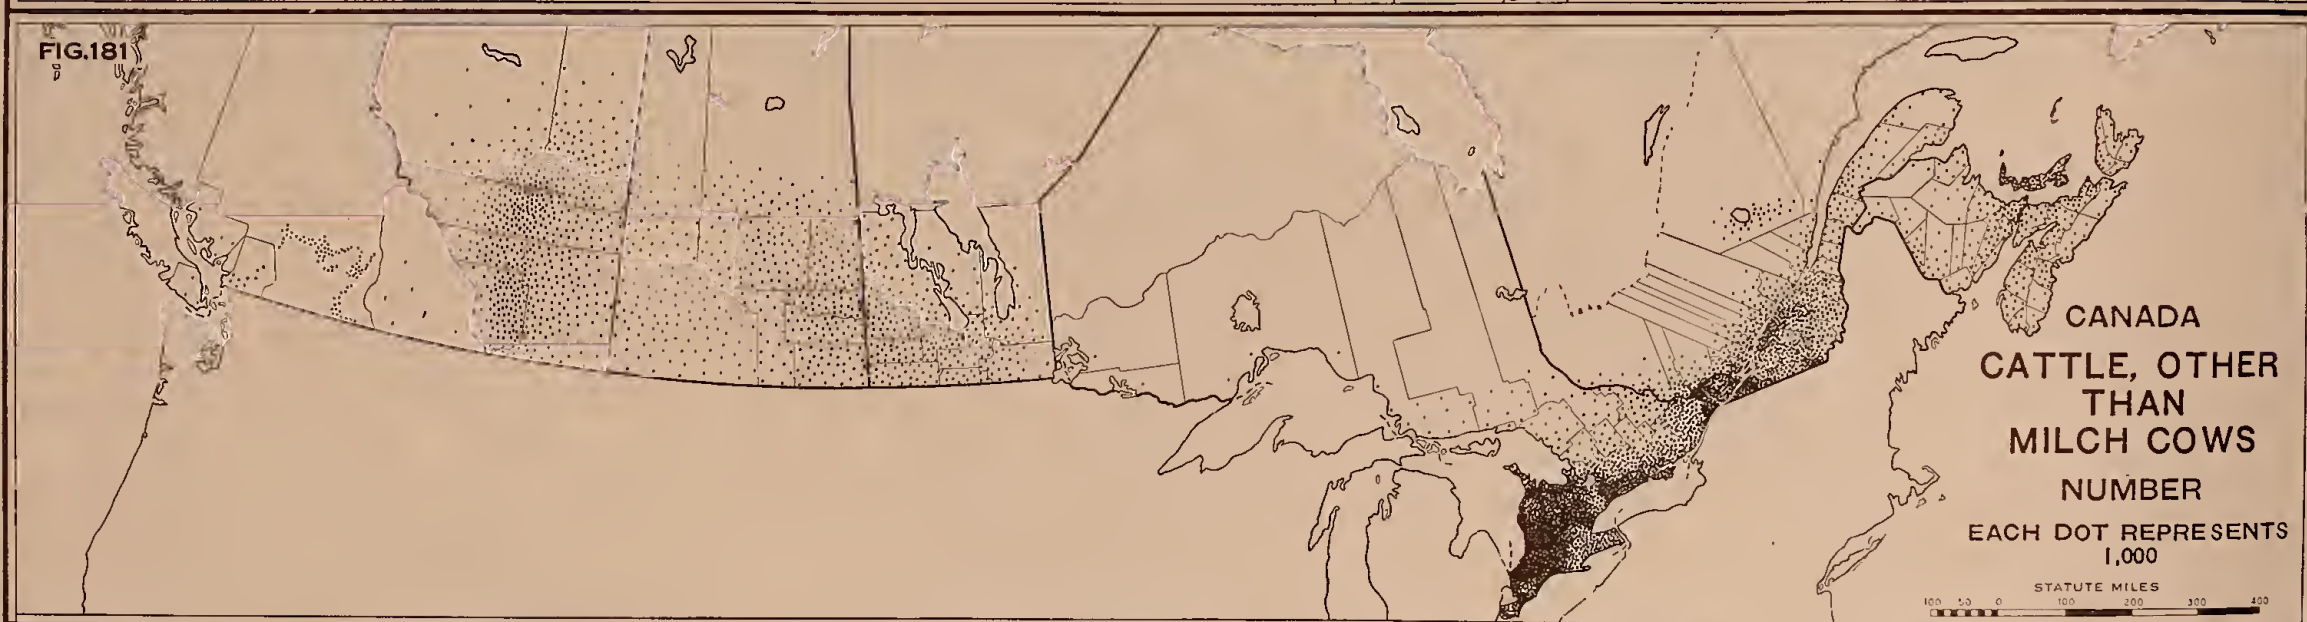 FIG.181
CANADA
CATTLE, OTHER
THAN
MILCH COWS
NUMBER
EACH DOT REPRESENTS
1,000
STATUTE MILES
100 50 0 100 200 300 400